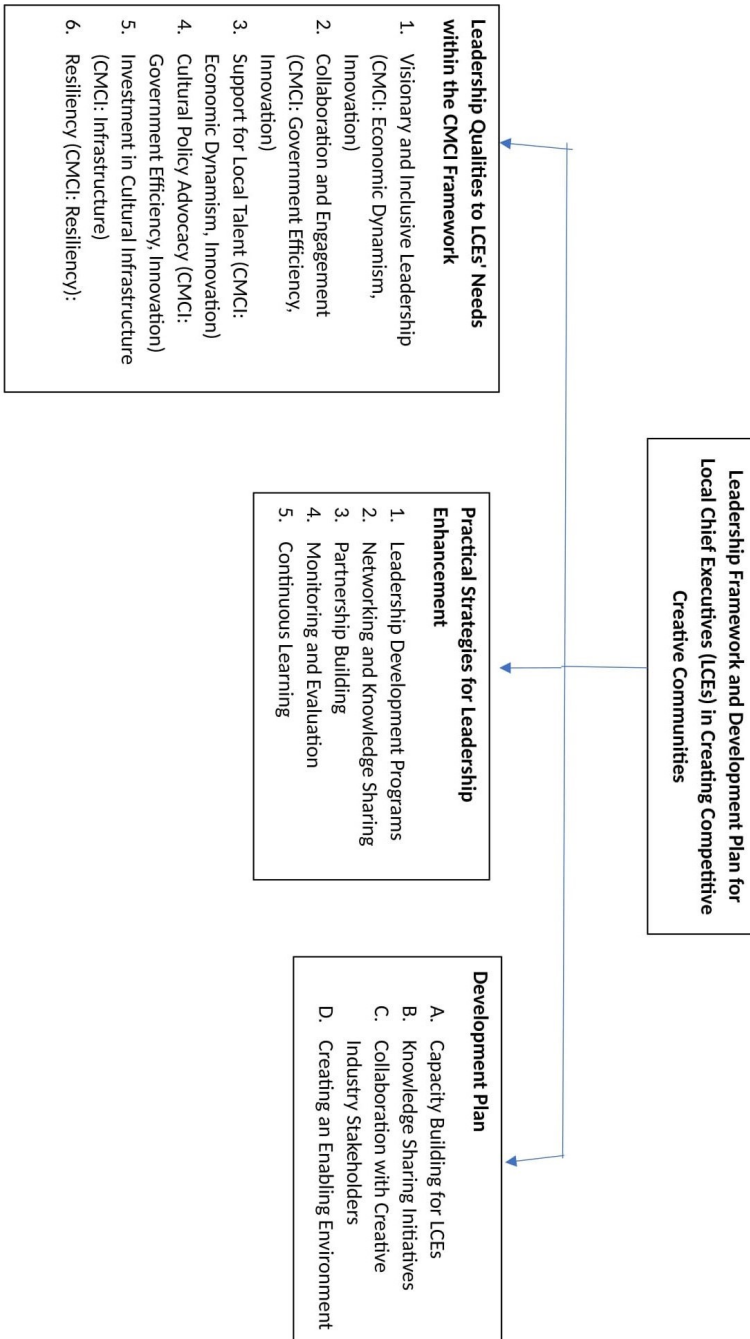 Leadership Framework and Development Plan for
Local Chief Executives (LCEs) in Creating Competitive
Creative Communities
Leadership Qualities to LCEs' Needs
within the CMCI Framework
1. Visionary and Inclusive Leadership
(CMCI: Economic Dynamism,
Innovation)
2. Collaboration and Engagement
(CMCI: Government Efficiency,
Innovation)
3. Support for Local Talent (CMCI:
Economic Dynamism, Innovation)
4. Cultural Policy Advocacy (CMCI:
Government Efficiency, Innovation)
5. Investment in Cultural Infrastructure
(CMCI: Infrastructure)
6. Resiliency (CMCI: Resiliency):
Practical Strategies for Leadership
Enhancement
1. Leadership Development Programs
2. Networking and Knowledge Sharing
3. Partnership Building
4. Monitoring and Evaluation
5. Continuous Learning
Development Plan
A. Capacity Building for LCEs
B. Knowledge Sharing Initiatives
C. Collaboration with Creative
Industry Stakeholders
D. Creating an Enabling Environment